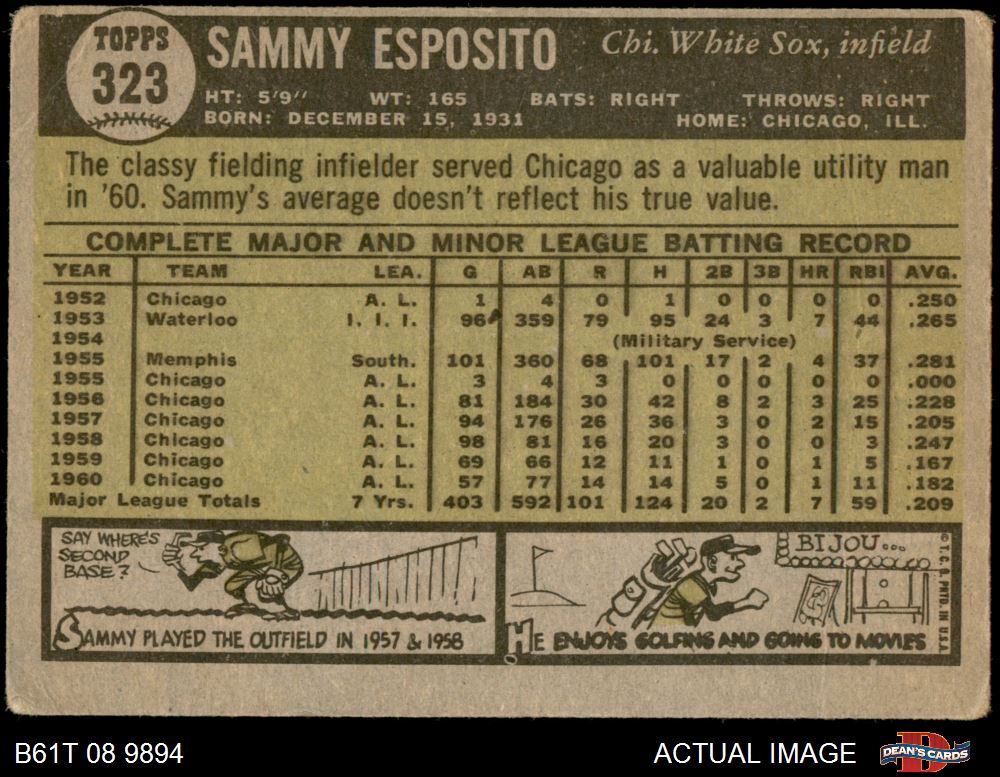 TOPPS
323
SAMMY ESPOSITO Chi. White Sox, infield
HT: 5'9'' WT: 165 BATS: RIGHT THROWS: RIGHT
BORN: DECEMBER 15, 1931 HOME: CHICAGO, ILL.
The classy fielding infielder served Chicago as a valuable utility man
in '60. Sammy's average doesn't reflect his true value.
COMPLETE MAJOR AND MINOR LEAGUE BATTING RECORD
YEAR TEAM LEA. G AB R H 2B 3B HR RBI AVG.
1952 Chicago A. L. 1 4 0 1 0 0 0 0 .250
1953 Waterloo I. I. I. 96 359 79 95 24 3 7 44 .265
1954 (Military Service)
1955 Memphis South. 101 360 68 101 17 2 4 37 .281
1955 Chicago A. L. 3 4 3 0 0 0 0 0 .000
1956 Chicago A. L. 81 184 30 42 8 2 3 25 .228
1957 Chicago A. L. 94 176 26 36 3 0 2 15 .205
1958 Chicago A. L. 98 81 16 20 3 0 0 3 .247
1959 Chicago A. L. 69 66 12 11 1 0 1 5 .167
1960 Chicago A. L. 57 77 14 14 5 0 1 11 .182
Major League Totals 7 Yrs. 403 592 101 124 20 2 7 59 .209
SAY WHERE'S
SECOND
BASE?
SAMMY PLAYED THE OUTFIELD IN 1957 & 1958
BIJOU...
HE ENJOYS GOLFING AND GOING TO MOVIES
© T.C.G. PRTD. IN U.S.A.
B61T 08 9894 ACTUAL IMAGE DEAN'S CARDS